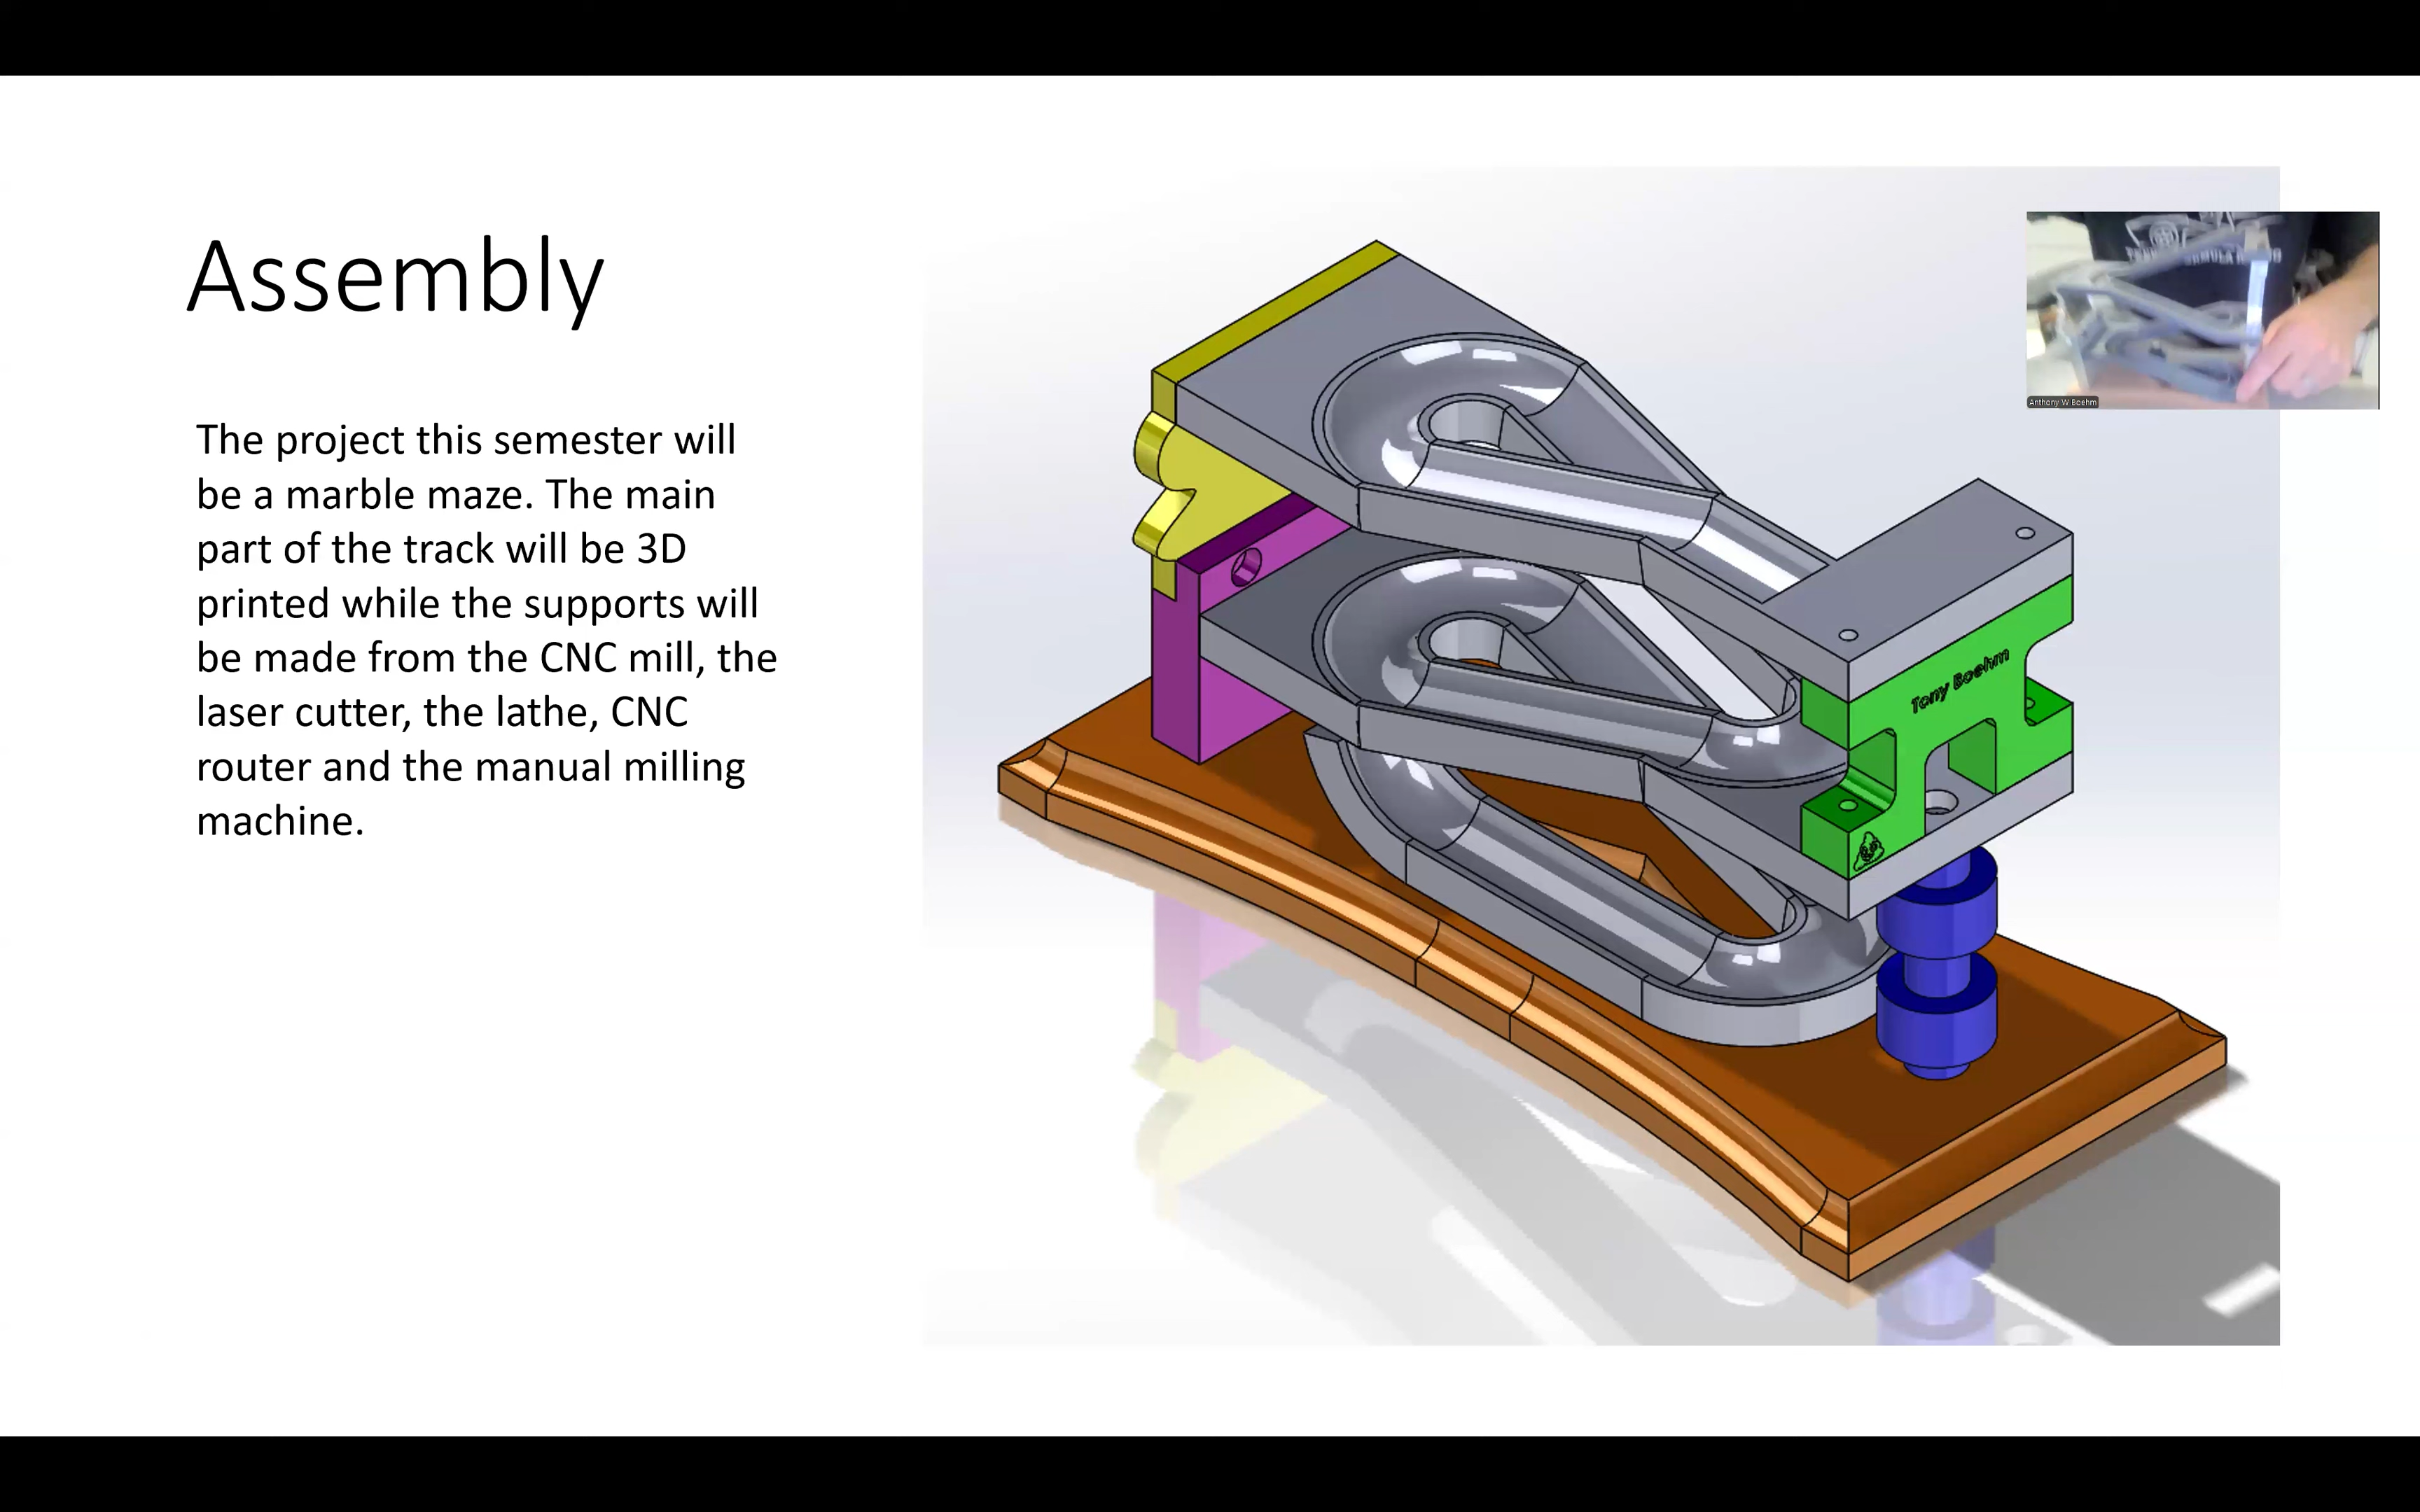 Assembly
The project this semester will
be a marble maze. The main
part of the track will be 3D
printed while the supports will
be made from the CNC mill, the
laser cutter, the lathe, CNC
router and the manual milling
machine.
Tony Boehm
Anthony W Boehm